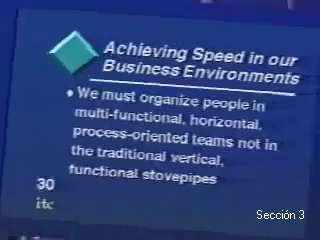 Achieving Speed in our
Business Environments
♦ We must organize people in
multi-functional, horizontal,
process-oriented teams not in
the traditional vertical,
functional stovepipes
30
itc
Sección 3